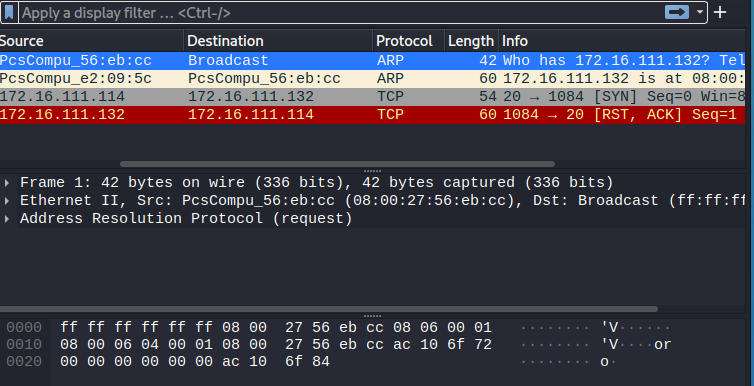 Apply a display filter ... <Ctrl-/>
Source Destination Protocol Length Info
PcsCompu_56:eb:cc Broadcast ARP 42 Who has 172.16.111.132? Tel
PcsCompu_e2:09:5c PcsCompu_56:eb:cc ARP 60 172.16.111.132 is at 08:00:
172.16.111.114 172.16.111.132 TCP 54 20 → 1084 [SYN] Seq=0 Win=8
172.16.111.132 172.16.111.114 TCP 60 1084 → 20 [RST, ACK] Seq=1
Frame 1: 42 bytes on wire (336 bits), 42 bytes captured (336 bits)
Ethernet II, Src: PcsCompu_56:eb:cc (08:00:27:56:eb:cc), Dst: Broadcast (ff:ff:ff
Address Resolution Protocol (request)
0000 ff ff ff ff ff ff 08 00 27 56 eb cc 08 06 00 01 ········ 'V······
0010 08 00 06 04 00 01 08 00 27 56 eb cc ac 10 6f 72 ········ 'V····or
0020 00 00 00 00 00 00 ac 10 6f 84 ········ o·